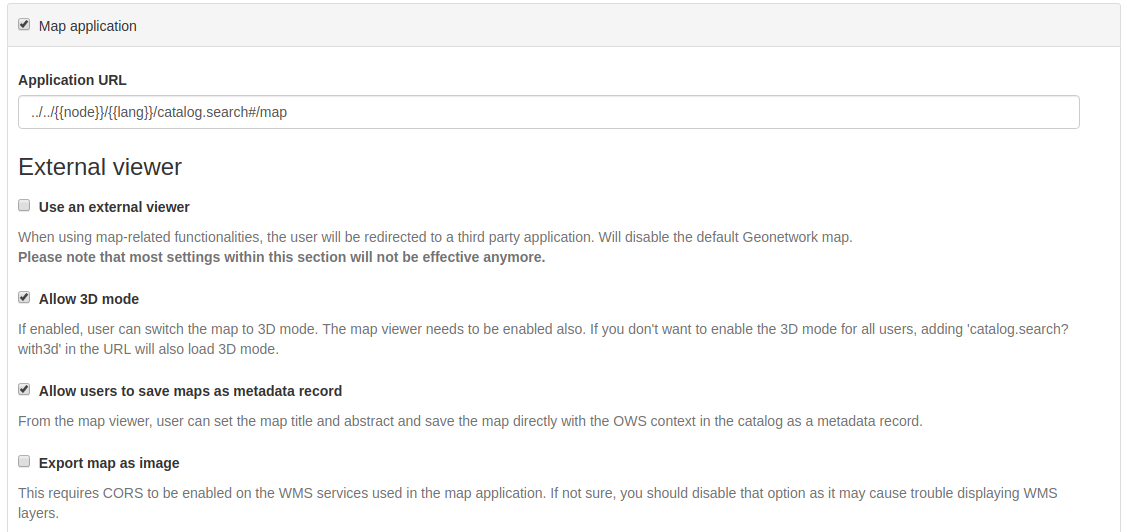 Map application
Application URL
../../{{node}}/{{lang}}/catalog.search#/map
External viewer
Use an external viewer
When using map-related functionalities, the user will be redirected to a third party application. Will disable the default Geonetwork map.
Please note that most settings within this section will not be effective anymore.
Allow 3D mode
If enabled, user can switch the map to 3D mode. The map viewer needs to be enabled also. If you don't want to enable the 3D mode for all users, adding 'catalog.search?
with3d' in the URL will also load 3D mode.
Allow users to save maps as metadata record
From the map viewer, user can set the map title and abstract and save the map directly with the OWS context in the catalog as a metadata record.
Export map as image
This requires CORS to be enabled on the WMS services used in the map application. If not sure, you should disable that option as it may cause trouble displaying WMS
layers.